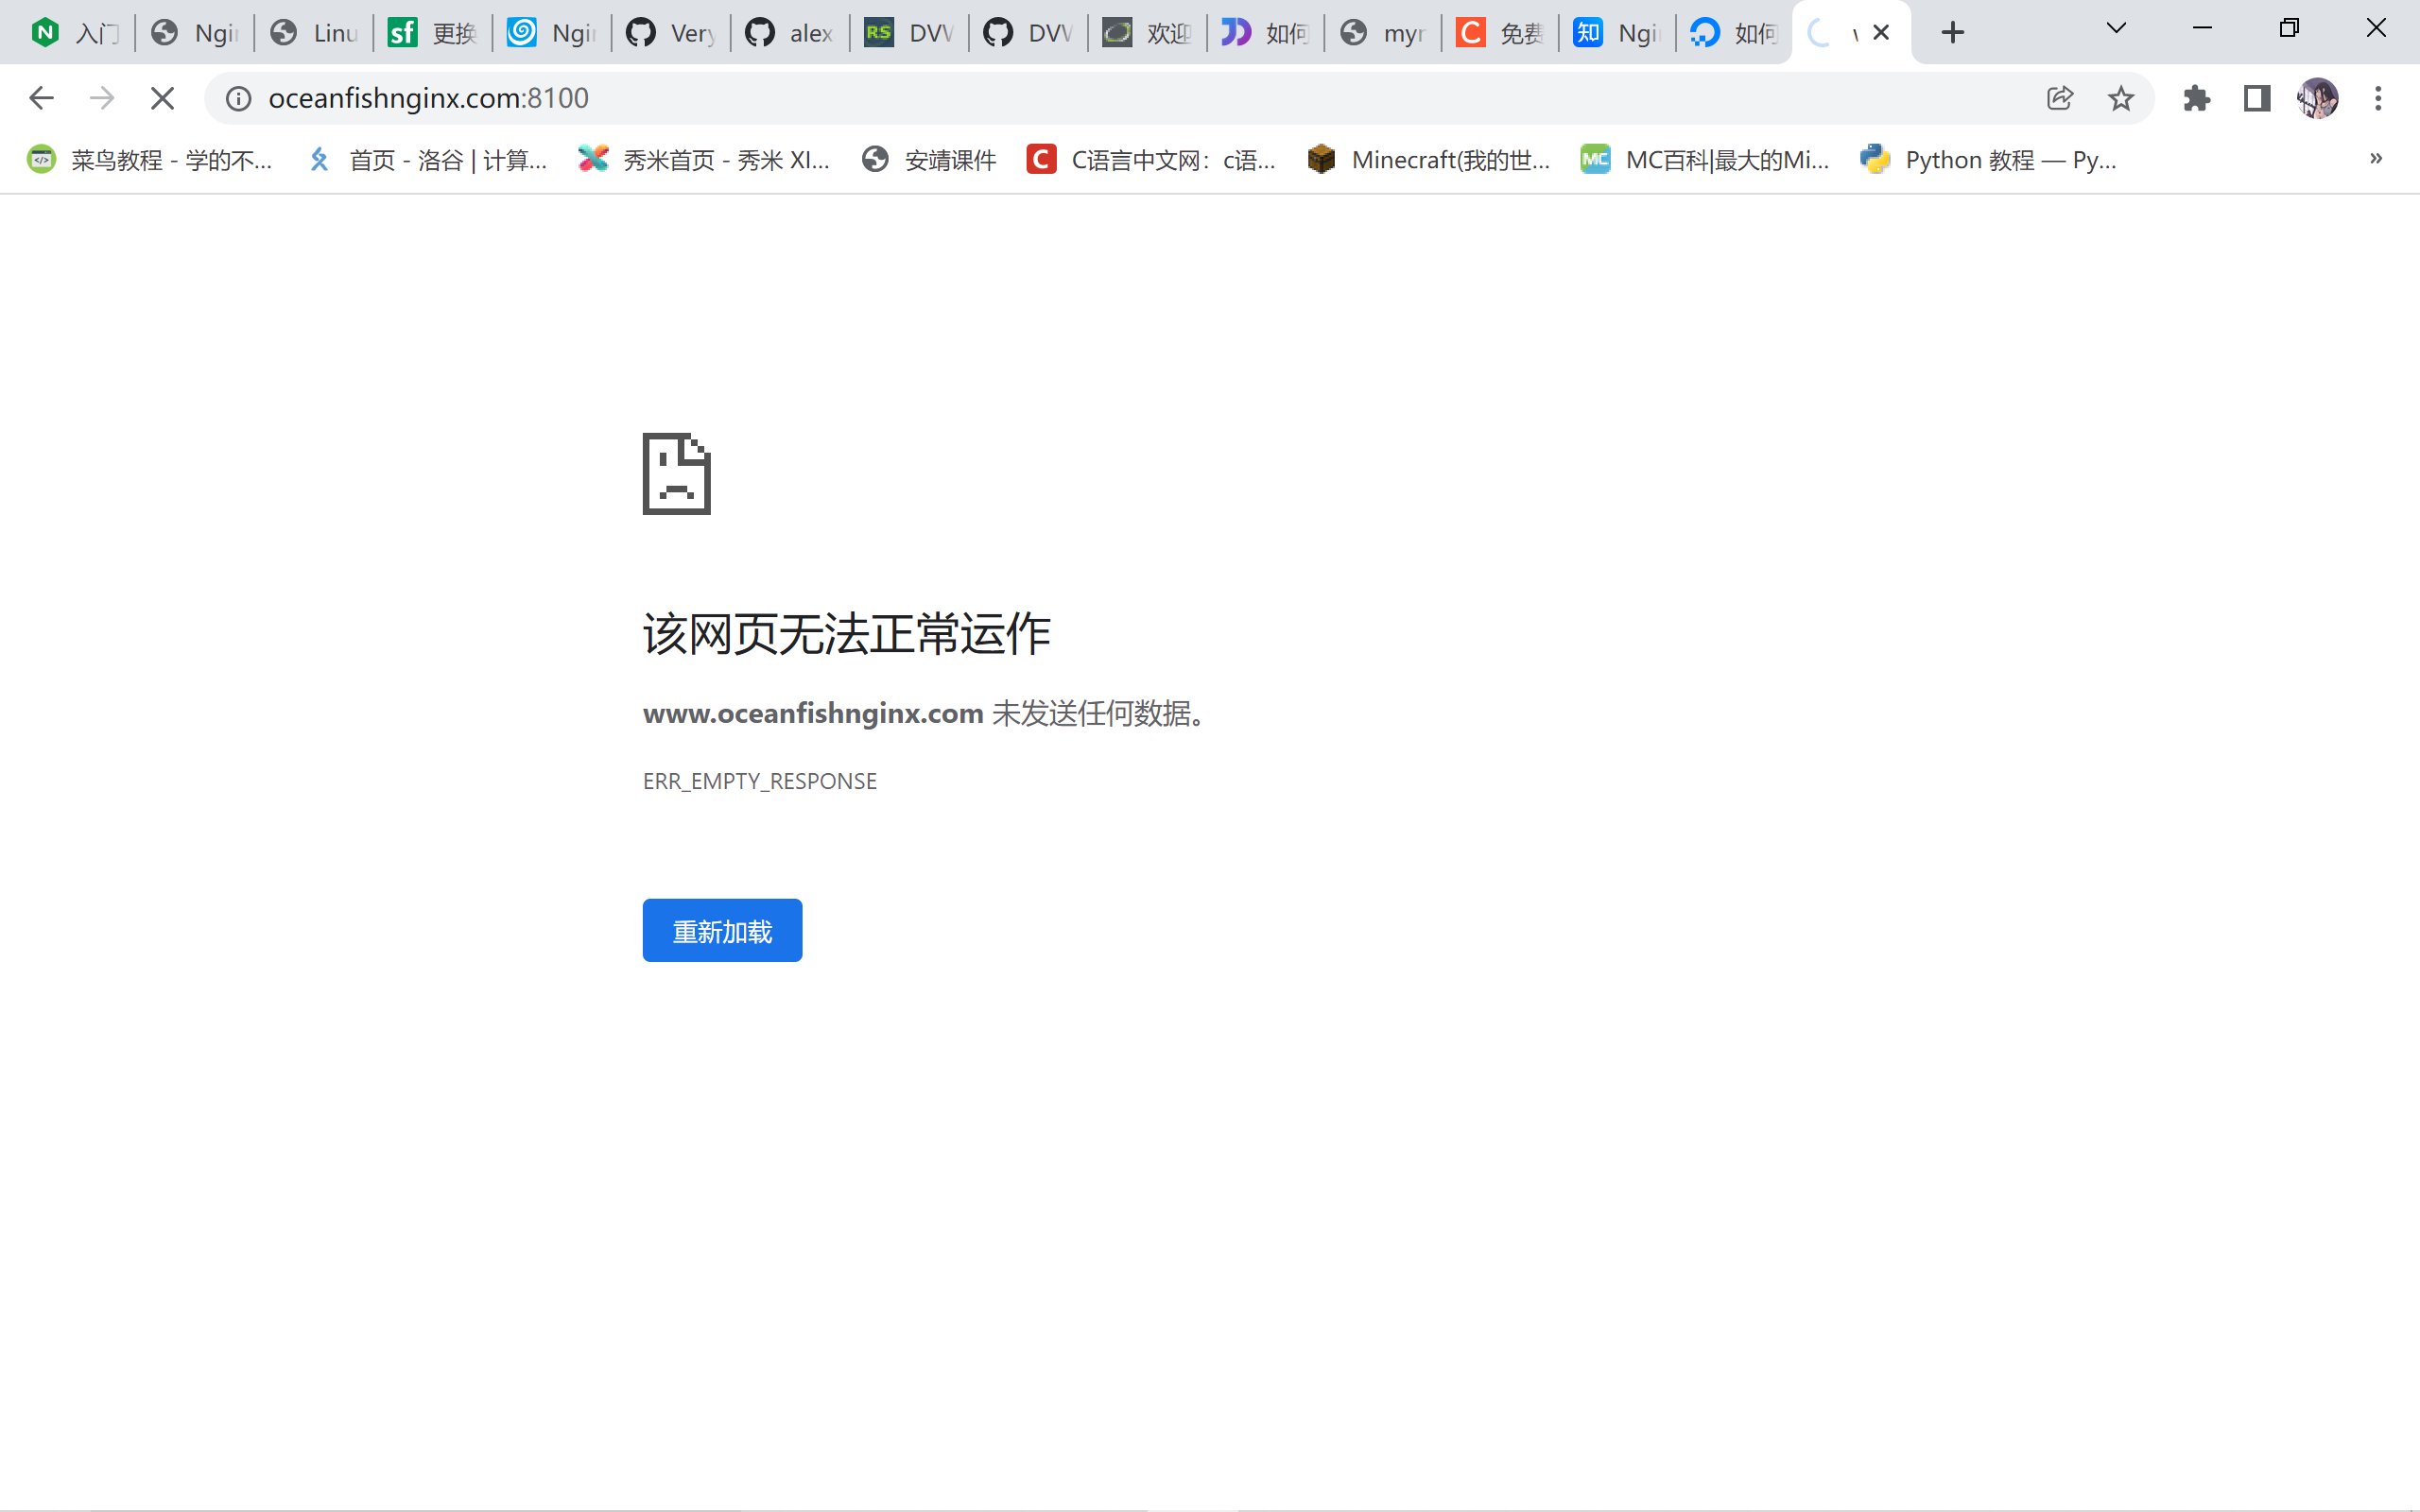 入门
Ngi
Linu
sf
更换
Ngi
Very
alex
RS
DVW
DVW
欢迎
如何
C
免费
知
Ngi
如何
oceanfishnginx.com:8100
菜鸟教程 - 学的不...
首页 - 洛谷 | 计算...
秀米首页 - 秀米 XI...
安靖课件
C
C语言中文网：c语...
Minecraft(我的世...
MC
MC百科|最大的Mi...
Python 教程 — Py...
»
该网页无法正常运作
www.oceanfishnginx.com 未发送任何数据。
ERR_EMPTY_RESPONSE
重新加载